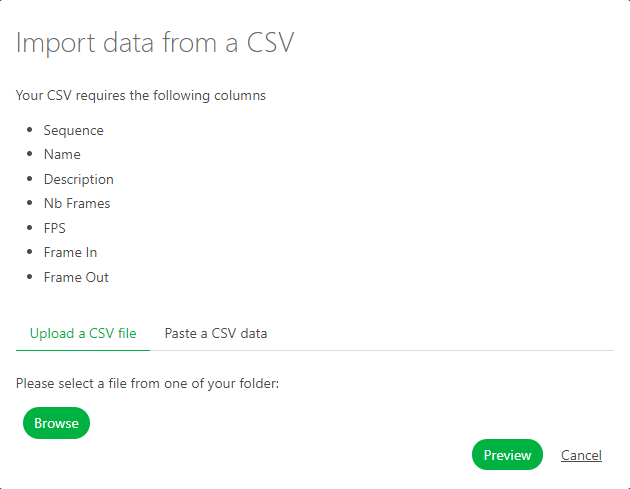 Import data from a CSV
Your CSV requires the following columns
Sequence
Name
Description
Nb Frames
FPS
Frame In
Frame Out
Upload a CSV file
Paste a CSV data
Please select a file from one of your folder:
Browse
Preview
Cancel